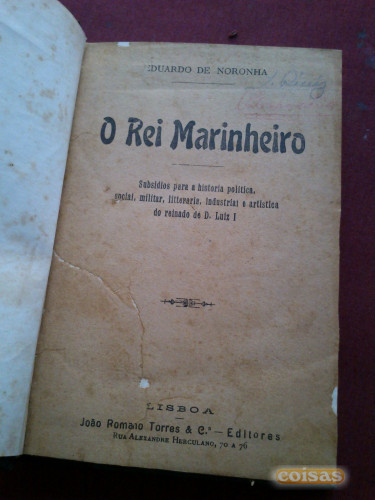 EDUARDO DE NORONHA
O Rei Marinheiro
Subsidios para a historia politica,
social, militar, litteraria, industrial e artistica
do reinado de D. Luiz I
LISBOA
João Romano Torres & C.ª — Editores
RUA ALEXANDRE HERCULANO, 70 A 76
coisas